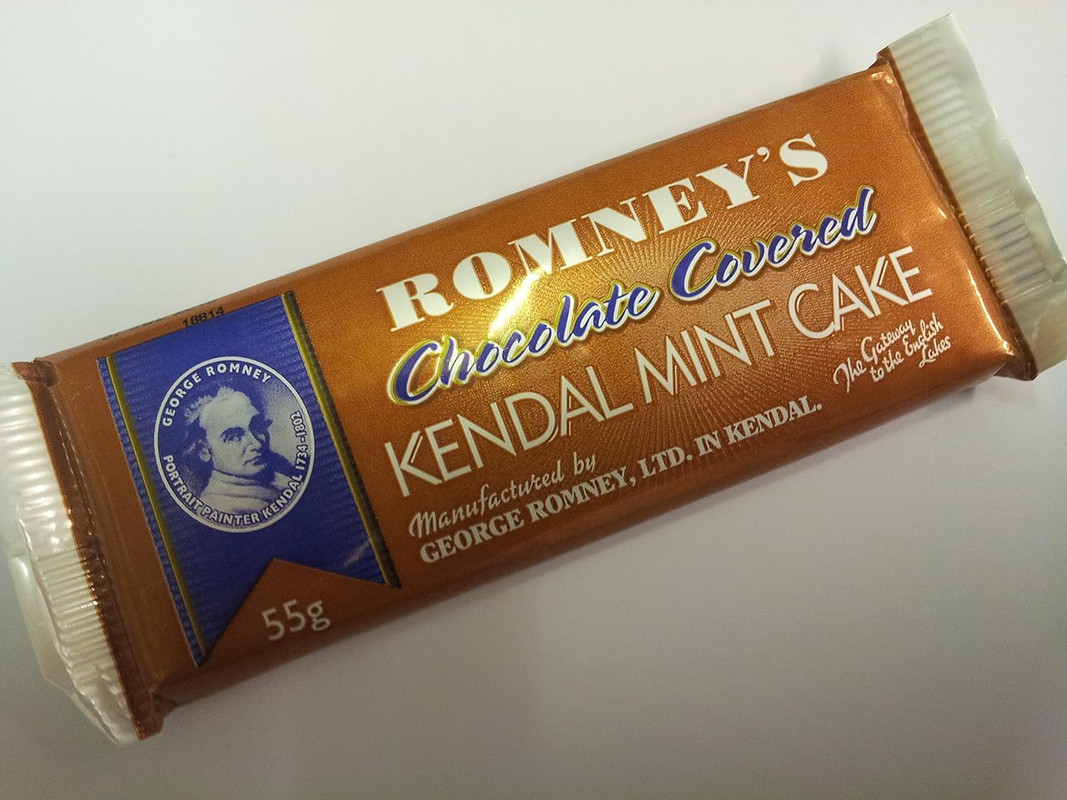 ROMNEY'S
Chocolate Covered
KENDAL MINT CAKE
The Gateway
to the English
Lakes
Manufactured by
GEORGE ROMNEY, LTD. IN KENDAL.
18814
GEORGE ROMNEY
PORTRAIT PAINTER KENDAL 1734-1802
55g